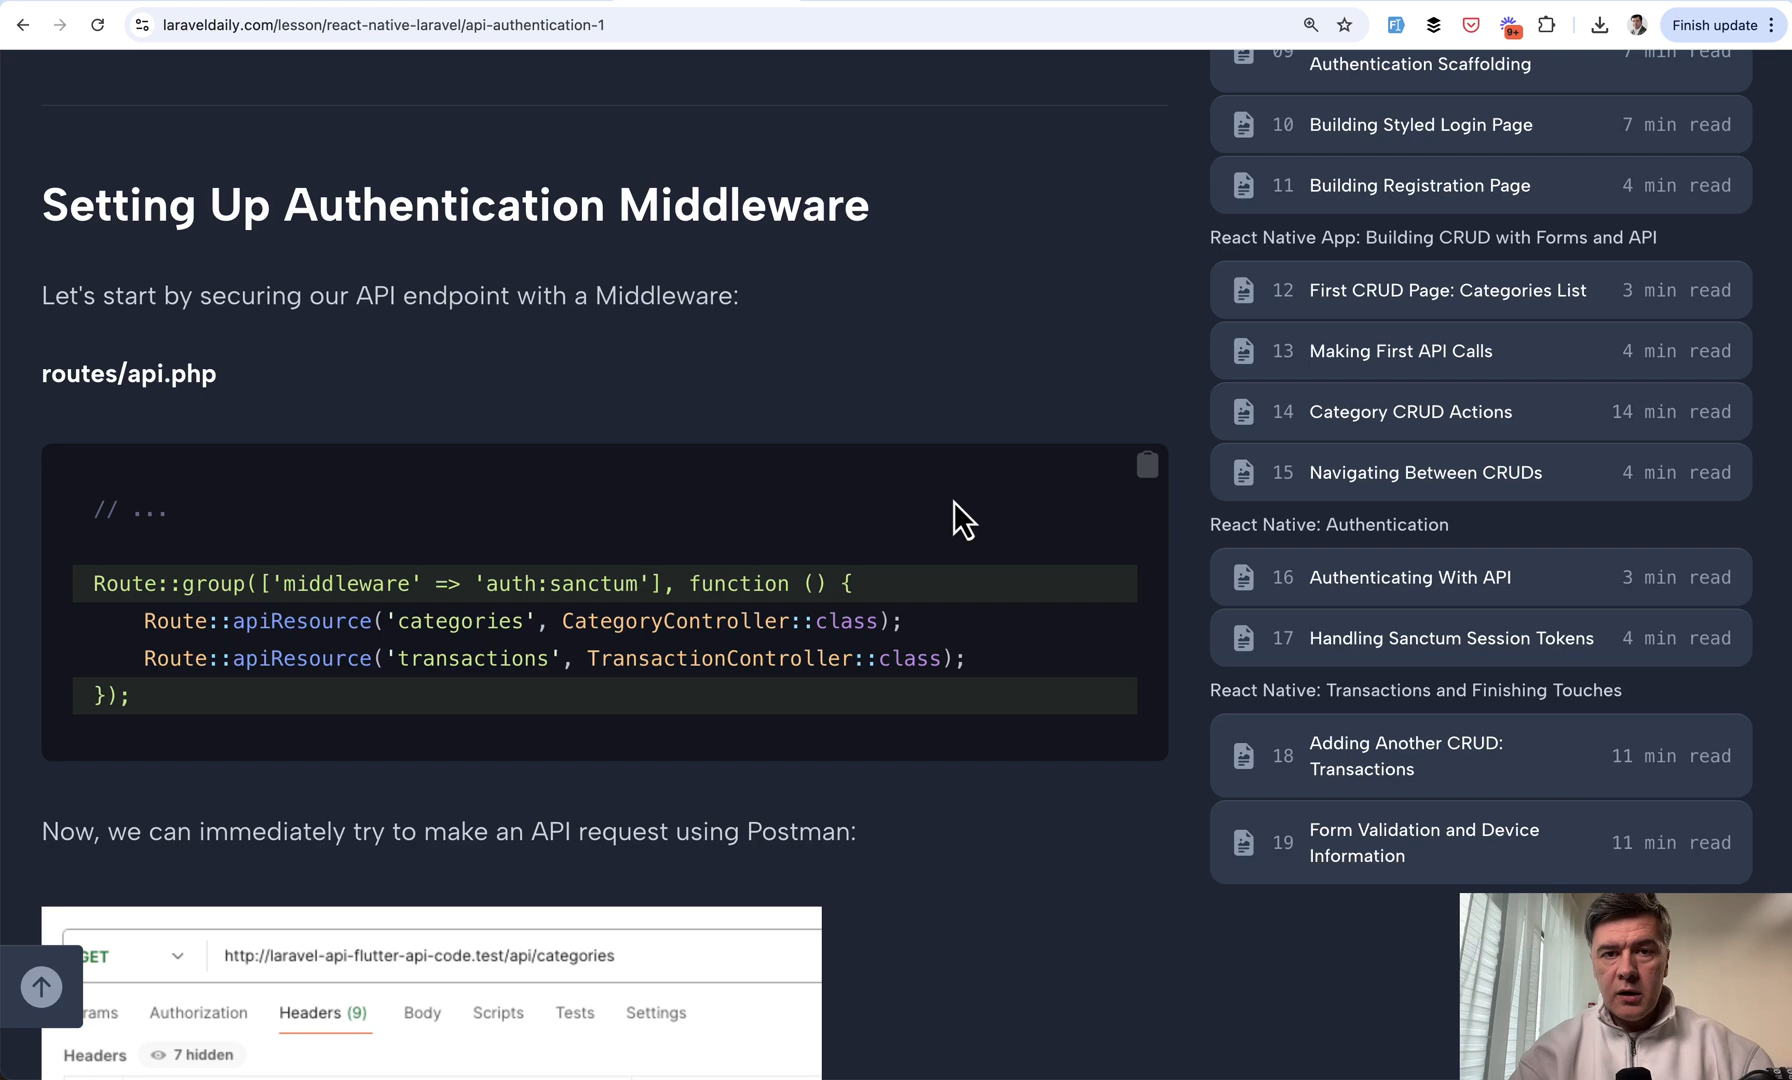 laraveldaily.com/lesson/react-native-laravel/api-authentication-1
9+
Finish update
Setting Up Authentication Middleware
Let's start by securing our API endpoint with a Middleware:
routes/api.php
// ...
Route::group(['middleware' => 'auth:sanctum'], function () {
Route::apiResource('categories', CategoryController::class);
Route::apiResource('transactions', TransactionController::class);
});
Now, we can immediately try to make an API request using Postman:
GET
http://laravel-api-flutter-api-code.test/api/categories
rams
Authorization
Headers (9)
Body
Scripts
Tests
Settings
Headers
7 hidden
09
Authentication Scaffolding
7 min read
10 Building Styled Login Page 7 min read
11 Building Registration Page 4 min read
React Native App: Building CRUD with Forms and API
12 First CRUD Page: Categories List 3 min read
13 Making First API Calls 4 min read
14 Category CRUD Actions 14 min read
15 Navigating Between CRUDs 4 min read
React Native: Authentication
16 Authenticating With API 3 min read
17 Handling Sanctum Session Tokens 4 min read
React Native: Transactions and Finishing Touches
18 Adding Another CRUD:
Transactions
11 min read
19 Form Validation and Device
Information
11 min read